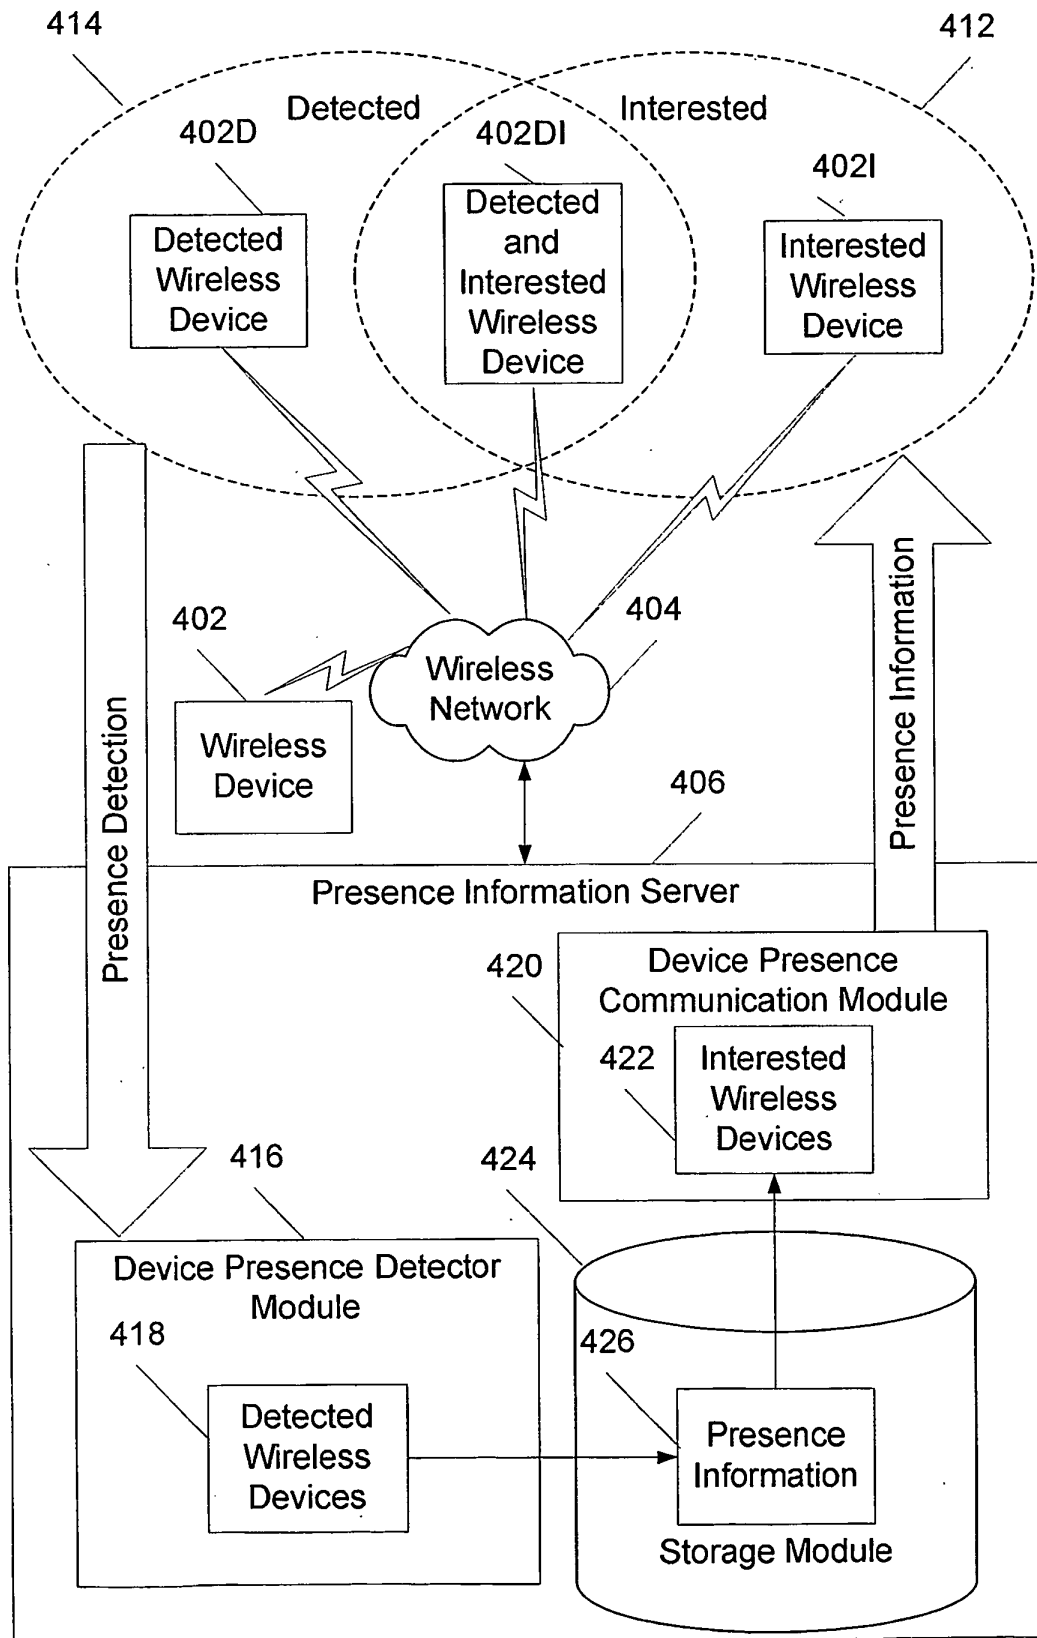 414
412
Detected
Interested
402D
402DI
402I
Detected
Wireless
Device
Detected
and
Interested
Wireless
Device
Interested
Wireless
Device
402
404
Wireless
Network
Wireless
Device
Presence Detection
Presence Information
406
Presence Information Server
420
Device Presence
Communication Module
422
Interested
Wireless
Devices
416
424
Device Presence Detector
Module
418
Detected
Wireless
Devices
426
Presence
Information
Storage Module